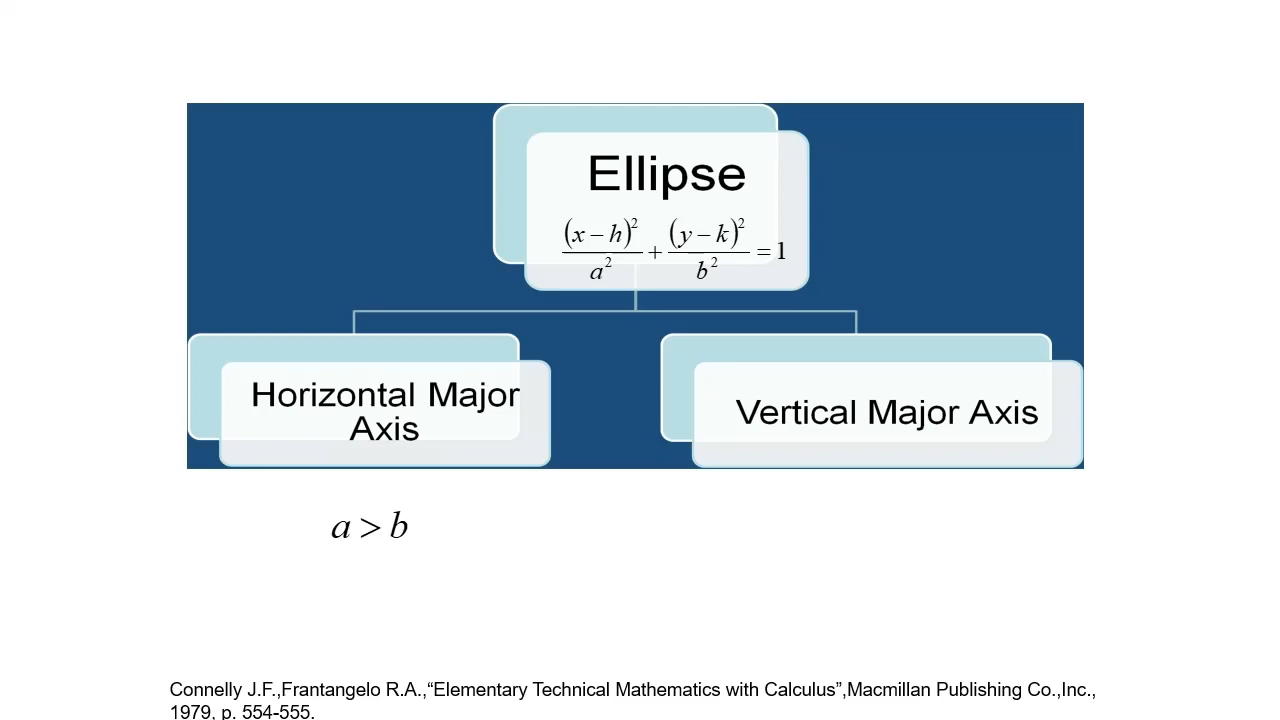 Ellipse
(x − h)²/a² + (y − k)²/b² = 1
Horizontal Major
Axis
Vertical Major Axis
a > b
Connelly J.F.,Frantangelo R.A.,“Elementary Technical Mathematics with Calculus”,Macmillan Publishing Co.,Inc.,
1979, p. 554-555.